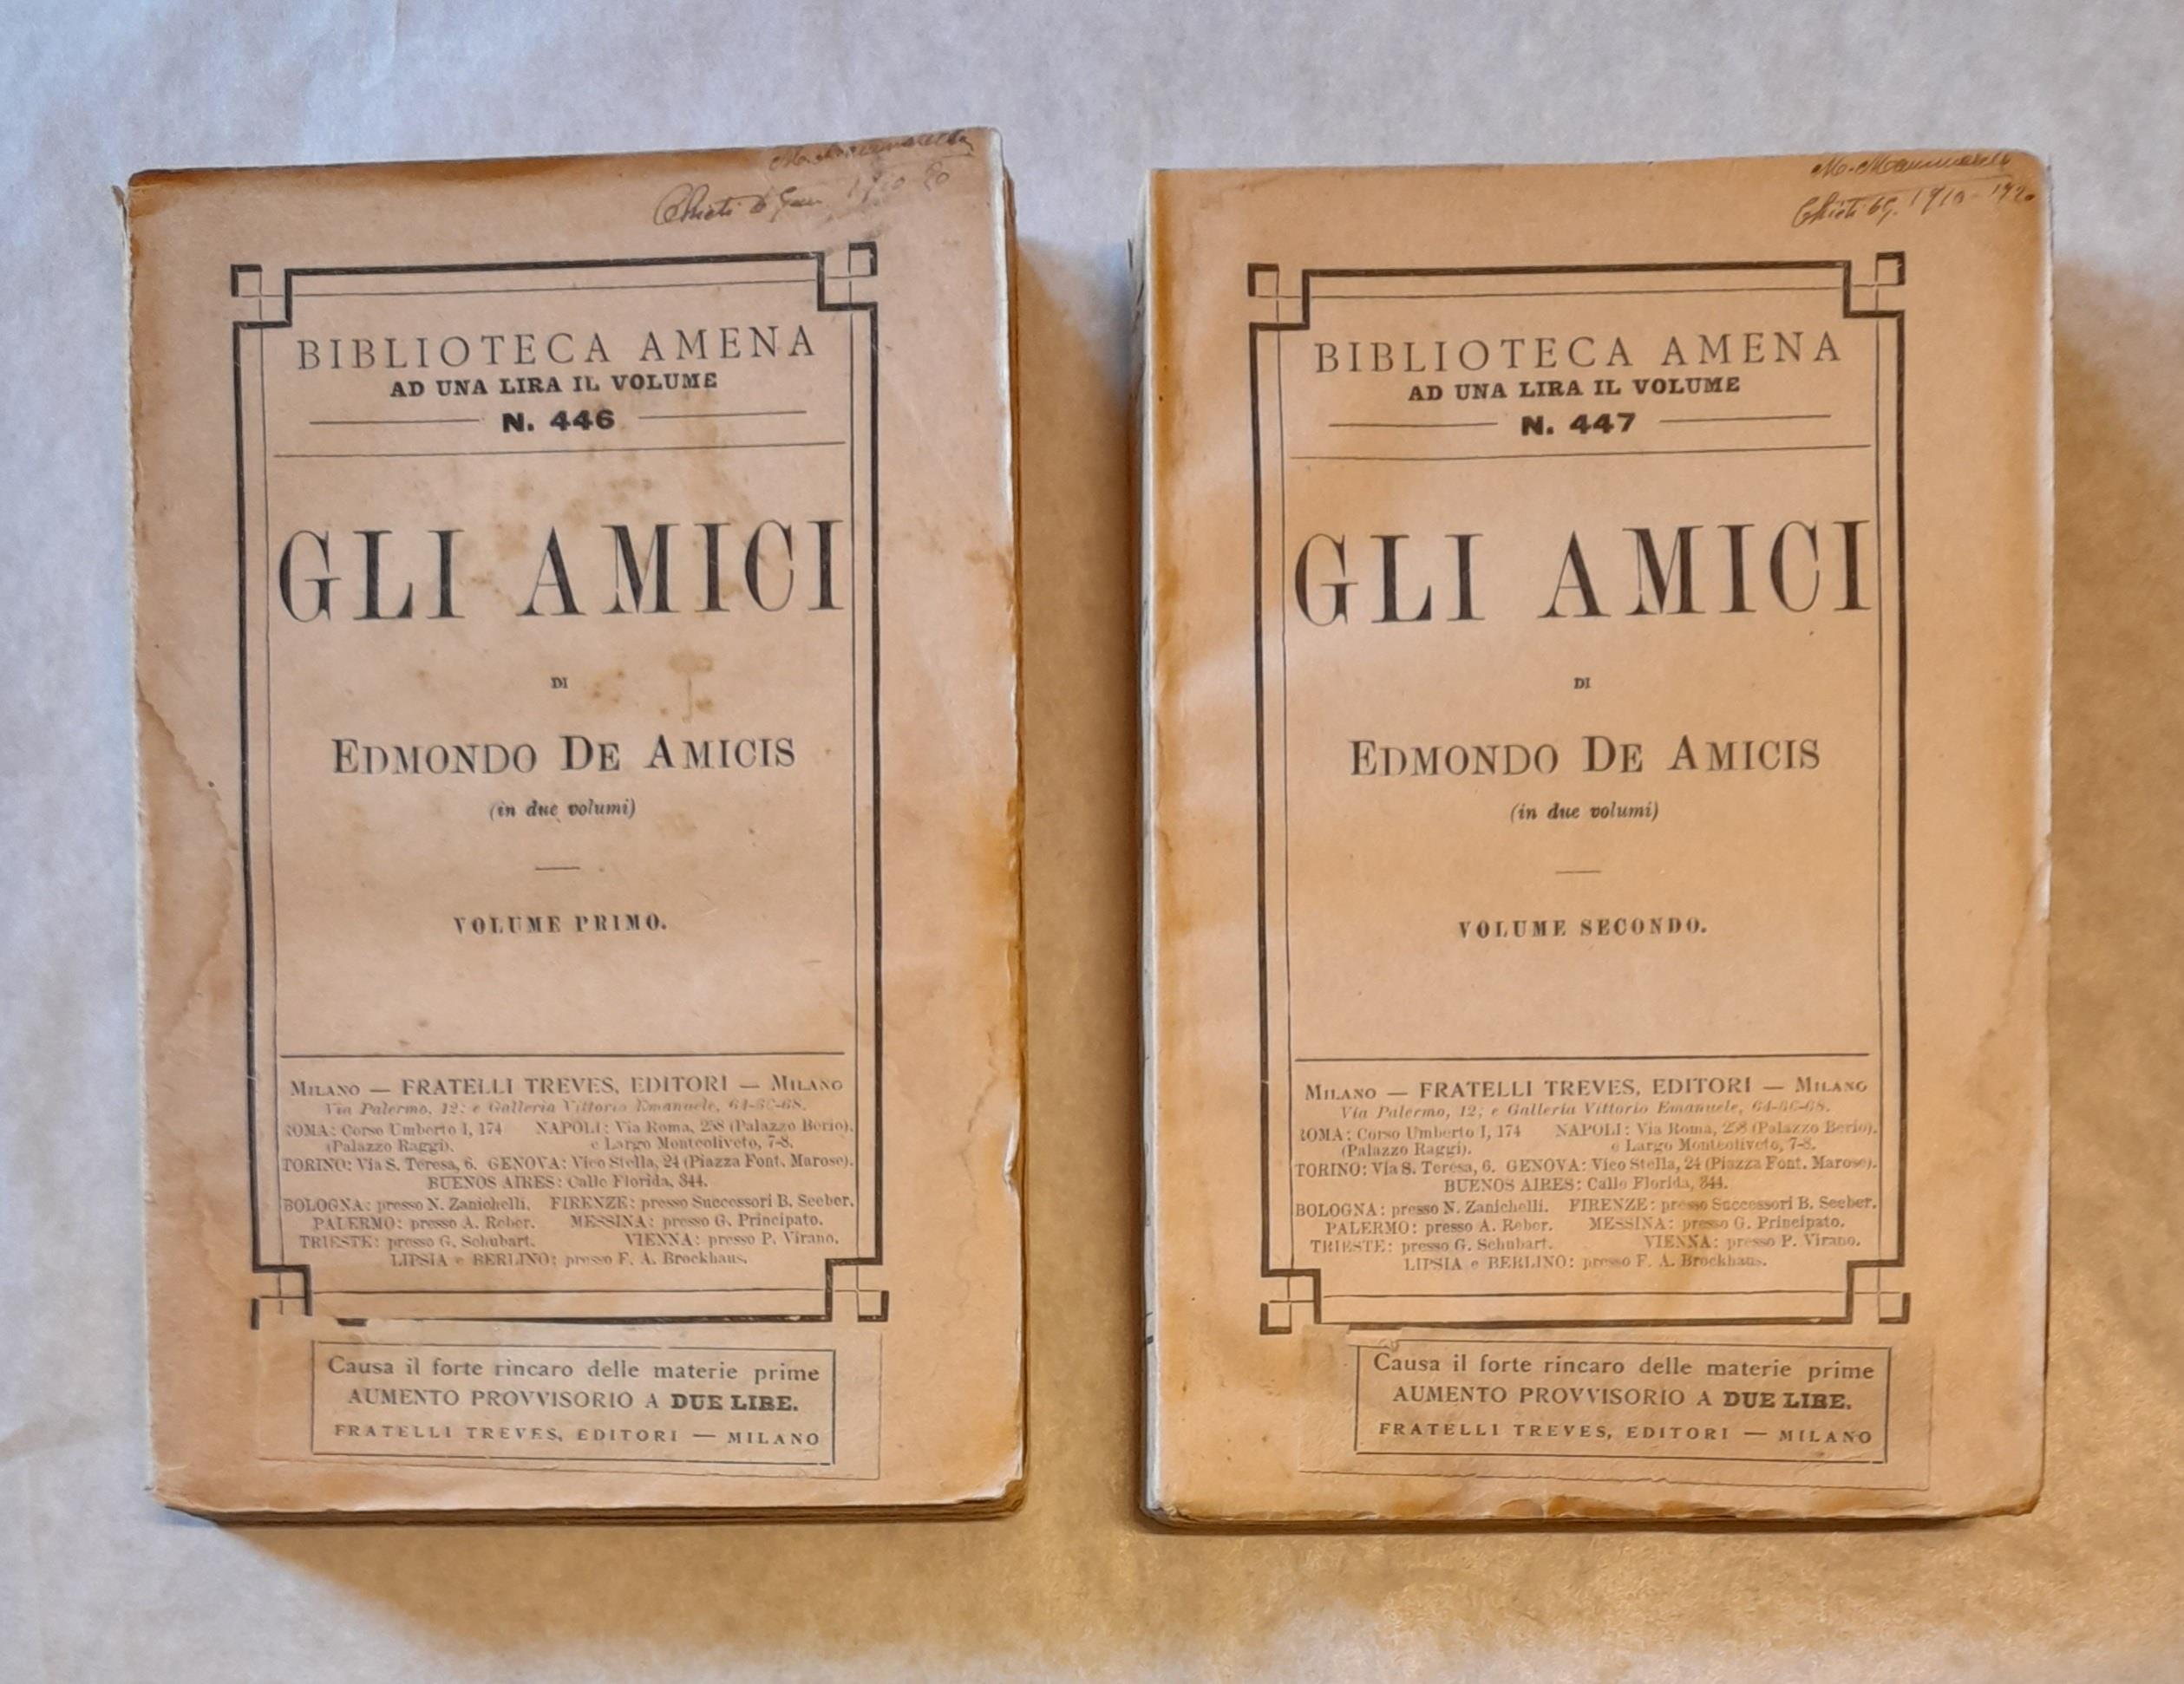 Chieti
BIBLIOTECA AMENA
AD UNA LIRA IL VOLUME
N. 446
GLI AMICI
DI
EDMONDO DE AMICIS
(in due volumi)
VOLUME PRIMO.
MILANO — FRATELLI TREVES, EDITORI — MILANO
Via Palermo, 12; e Galleria Vittorio Emanuele, 64-66-68.
ROMA: Corso Umberto I, 174 NAPOLI: Via Roma, 258 (Palazzo Berio),
(Palazzo Raggi). e Largo Monteoliveto, 7-8.
TORINO: Via S. Teresa, 6. GENOVA: Vico Stella, 24 (Piazza Font. Marose).
BUENOS AIRES: Calle Florida, 344.
BOLOGNA: presso N. Zanichelli. FIRENZE: presso Successori B. Seeber.
PALERMO: presso A. Reber. MESSINA: presso G. Principato.
TRIESTE: presso G. Schubart. VIENNA: presso P. Virano.
LIPSIA e BERLINO: presso F. A. Brockhaus.
Causa il forte rincaro delle materie prime
AUMENTO PROVVISORIO A DUE LIRE.
FRATELLI TREVES, EDITORI — MILANO
Chieti 6 G. 1919-1920
BIBLIOTECA AMENA
AD UNA LIRA IL VOLUME
N. 447
GLI AMICI
DI
EDMONDO DE AMICIS
(in due volumi)
VOLUME SECONDO.
MILANO — FRATELLI TREVES, EDITORI — MILANO
Via Palermo, 12; e Galleria Vittorio Emanuele, 64-66-68.
ROMA: Corso Umberto I, 174 NAPOLI: Via Roma, 258 (Palazzo Berio),
(Palazzo Raggi). e Largo Monteoliveto, 7-8.
TORINO: Via S. Teresa, 6. GENOVA: Vico Stella, 24 (Piazza Font. Marose).
BUENOS AIRES: Calle Florida, 344.
BOLOGNA: presso N. Zanichelli. FIRENZE: presso Successori B. Seeber.
PALERMO: presso A. Reber. MESSINA: presso G. Principato.
TRIESTE: presso G. Schubart. VIENNA: presso P. Virano.
LIPSIA e BERLINO: presso F. A. Brockhaus.
Causa il forte rincaro delle materie prime
AUMENTO PROVVISORIO A DUE LIRE.
FRATELLI TREVES, EDITORI — MILANO